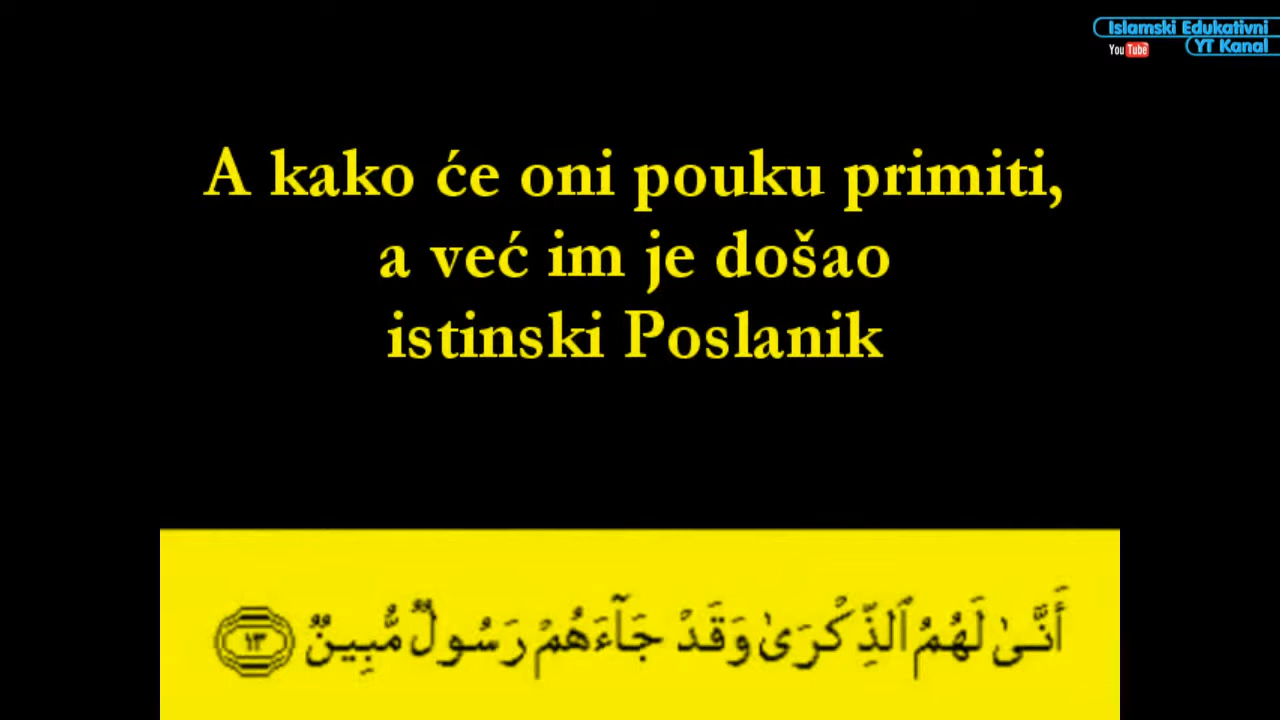 Islamski Edukativni
YouTube YT Kanal
A kako će oni pouku primiti,
a već im je došao
istinski Poslanik
أَنَّىٰ لَهُمُ ٱلذِّكْرَىٰ وَقَدْ جَآءَهُمْ رَسُولٌ مُّبِينٌ ١٣